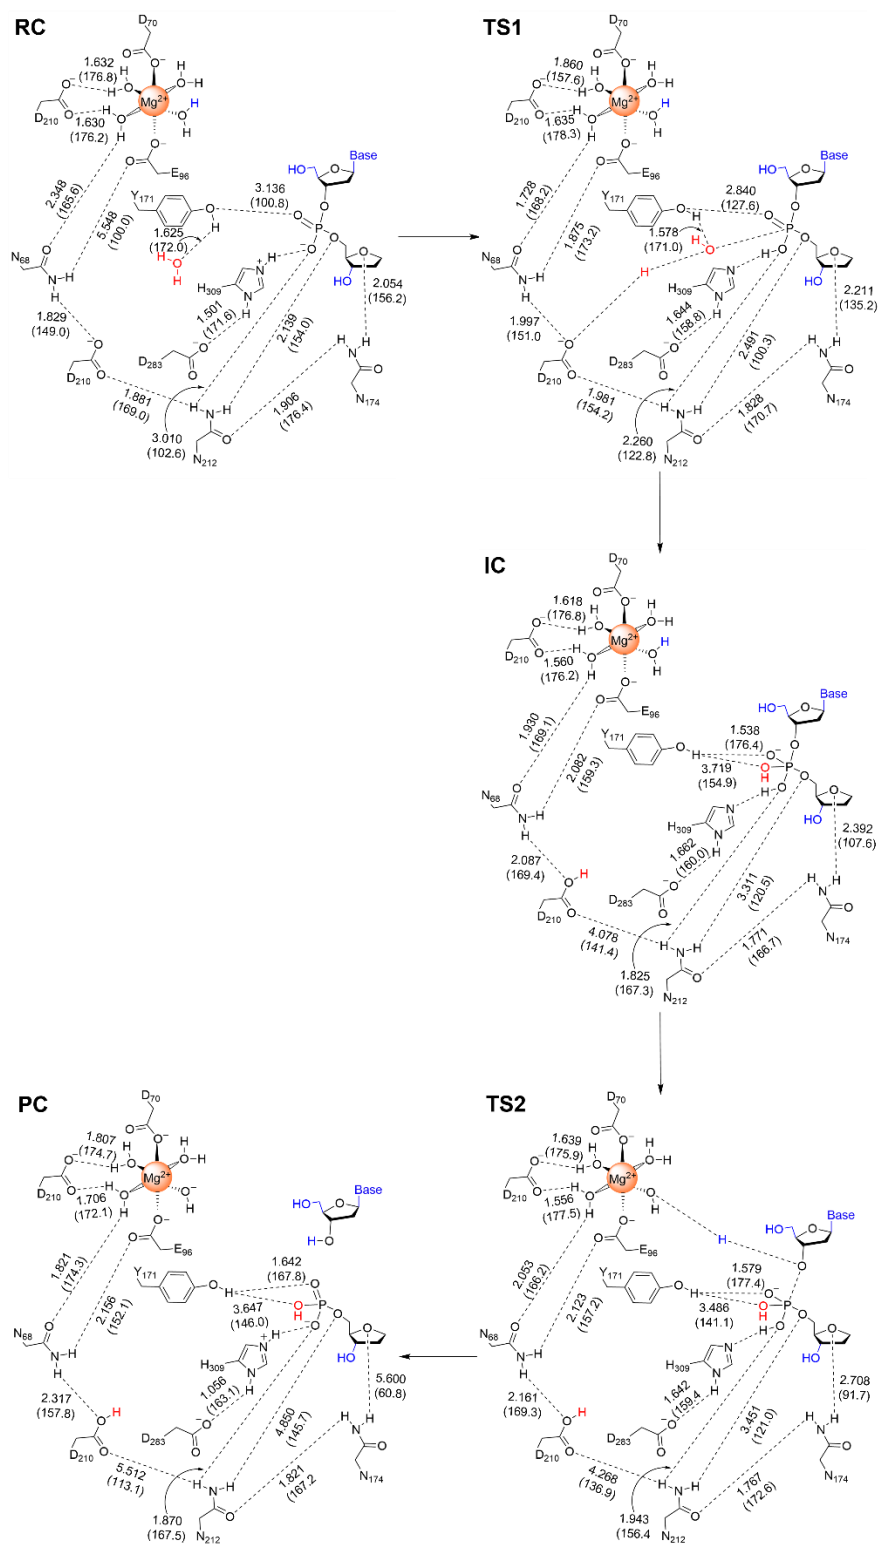 RC
D70
O
O−
1.632
(176.8)
O−
H
O
H
H
O
H
Mg2+
O
D210
H
O
H
O
H
H
1.630
(176.2)
O−
O
E96
2.348
(165.6)
5.548
(100.0)
HO
O
Base
O
Y171
O
H
3.136
(100.8)
O
P
O
O−
1.625
(172.0)
H
O
H
O
HO
N68
O
N
H
H
H309
N+
H
N
H
2.054
(156.2)
1.829
(149.0)
1.501
(171.6)
2.139
(154.0)
O−
O
D210
D283
O−
O
H
N
H
O
N174
1.881
(169.0)
H
N
H
O
1.906
(176.4)
3.010
(102.6)
N212
TS1
D70
O
O−
1.860
(157.6)
O−
H
O
H
H
O
H
Mg2+
O
D210
H
O
H
O
H
H
1.635
(178.3)
O−
O
E96
1.728
(168.2)
1.875
(173.2)
HO
O
Base
O
Y171
O
H
2.840
(127.6)
O
P
O
O
H
1.578
(171.0)
H
O
H
O
HO
N68
O
N
H
H
H309
N
N
H
2.211
(135.2)
1.997
(151.0
1.644
(158.8)
2.491
(100.3)
O−
O
D210
D283
O−
O
H
N
H
O
N174
1.981
(154.2)
H
N
H
O
1.828
(170.7)
2.260
(122.8)
N212
IC
D70
O
O−
1.618
(176.8)
O−
H
O
H
H
O
H
Mg2+
O
D210
H
O
H
O
H
H
1.560
(176.2)
O−
O
E96
1.930
(169.1)
2.082
(159.3)
HO
O
Base
O
Y171
O
H
1.538
(176.4)
O−
OH
P
O
O
H
3.719
(154.9)
O
HO
N68
O
N
H
H
H309
N
N
H
2.392
(107.6)
2.087
(169.4)
1.662
(160.0)
3.311
(120.5)
O
H
O
D210
D283
O−
O
H
N
H
O
N174
4.078
(141.4)
H
N
H
O
1.771
(166.7)
1.825
(167.3)
N212
PC
D70
O
O−
1.807
(174.7)
O−
H
O
H
H
O
H
Mg2+
O−
D210
H
O
H
O
H
1.706
(172.1)
O−
O
E96
1.821
(174.3)
2.156
(152.1)
HO
O
Base
H
O
Y171
O
H
1.642
(167.8)
O
OH
P
O
O−
3.647
(146.0)
O
HO
N68
O
N
H
H
H309
N+
H
N
H
5.600
(60.8)
2.317
(157.8)
1.056
(163.1)
4.850
(145.7)
O
H
O
D210
D283
O−
O
H
N
H
O
N174
5.512
(113.1)
H
N
H
O
1.821
(167.2
1.870
(167.5)
N212
TS2
D70
O
O−
1.639
(175.9)
O−
H
O
H
H
O
H
Mg2+
O
D210
H
O
H
O
H
H
1.556
(177.5)
O−
O
E96
2.053
(166.2)
2.123
(157.2)
HO
O
Base
O
Y171
O
H
1.579
(177.4)
O−
OH
P
O
O
H
3.486
(141.1)
O
HO
N68
O
N
H
H
H309
N
N
H
2.708
(91.7)
2.161
(169.3)
1.642
(159.4
3.451
(121.0)
O
H
O
D210
D283
O−
O
H
N
H
O
N174
4.268
(136.9)
H
N
H
O
1.767
(172.6)
1.943
(156.4
N212